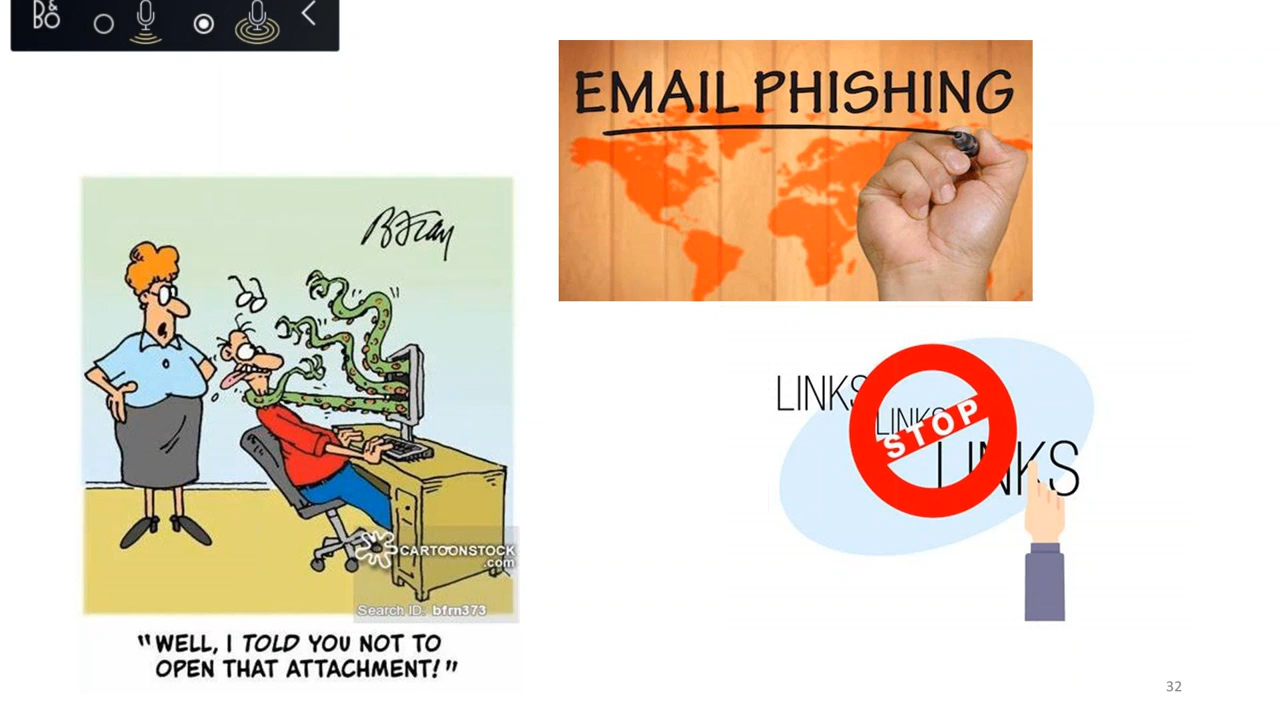 B&O
EMAIL PHISHING
BFray
LINKS
LINKS
STOP
LINKS
CARTOONSTOCK
.com
Search ID: bfrn373
"WELL, I TOLD YOU NOT TO
OPEN THAT ATTACHMENT!"
32